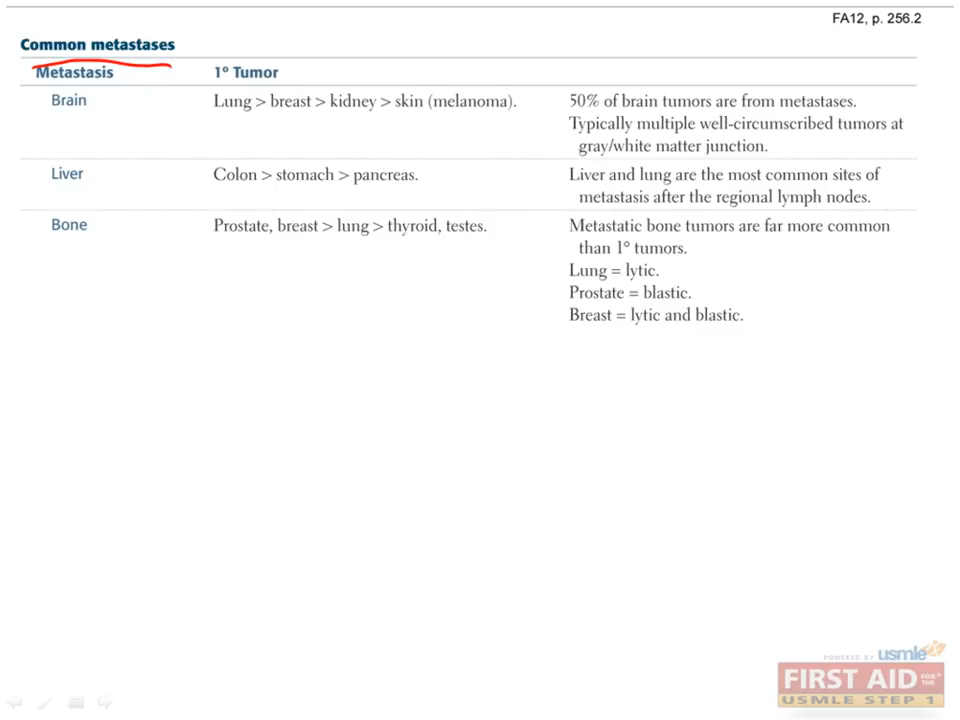 FA12, p. 256.2
Common metastases
Metastasis 1° Tumor
Brain Lung > breast > kidney > skin (melanoma). 50% of brain tumors are from metastases.
Typically multiple well-circumscribed tumors at
gray/white matter junction.
Liver Colon > stomach > pancreas. Liver and lung are the most common sites of
metastasis after the regional lymph nodes.
Bone Prostate, breast > lung > thyroid, testes. Metastatic bone tumors are far more common
than 1° tumors.
Lung = lytic.
Prostate = blastic.
Breast = lytic and blastic.
POWERED BY usmle
FIRST AID FOR THE
USMLE STEP 1